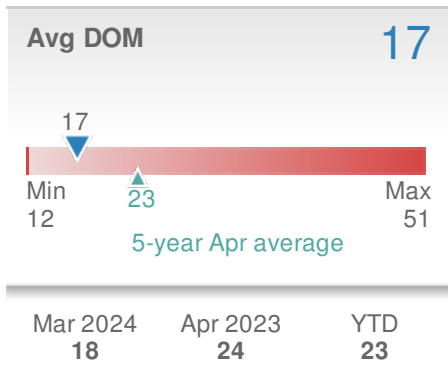 Avg DOM 17
17
23
Min Max
12 51
5-year Apr average
Mar 2024 Apr 2023 YTD
18 24 23